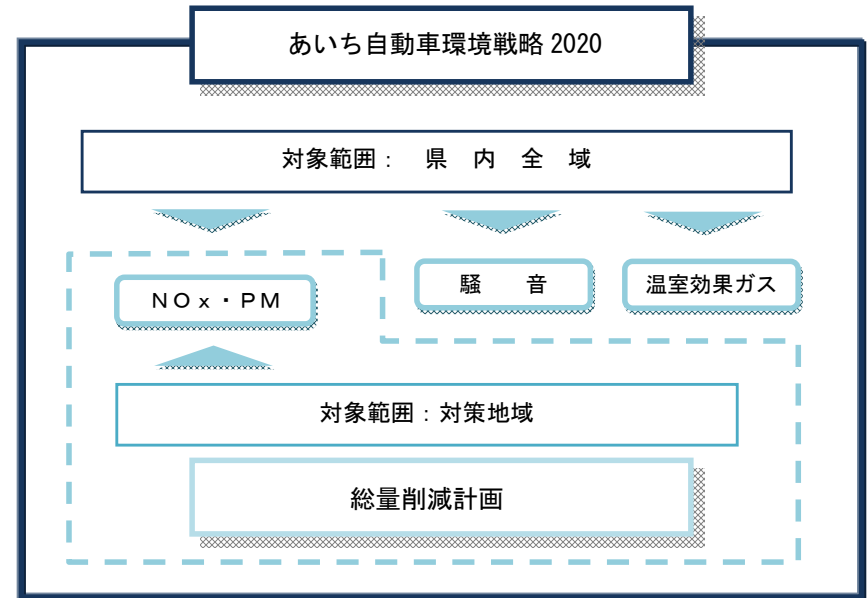 あいち自動車環境戦略 2020
対象範囲： 県 内 全 域
NOx・PM
騒 音
温室効果ガス
対象範囲：対策地域
総量削減計画